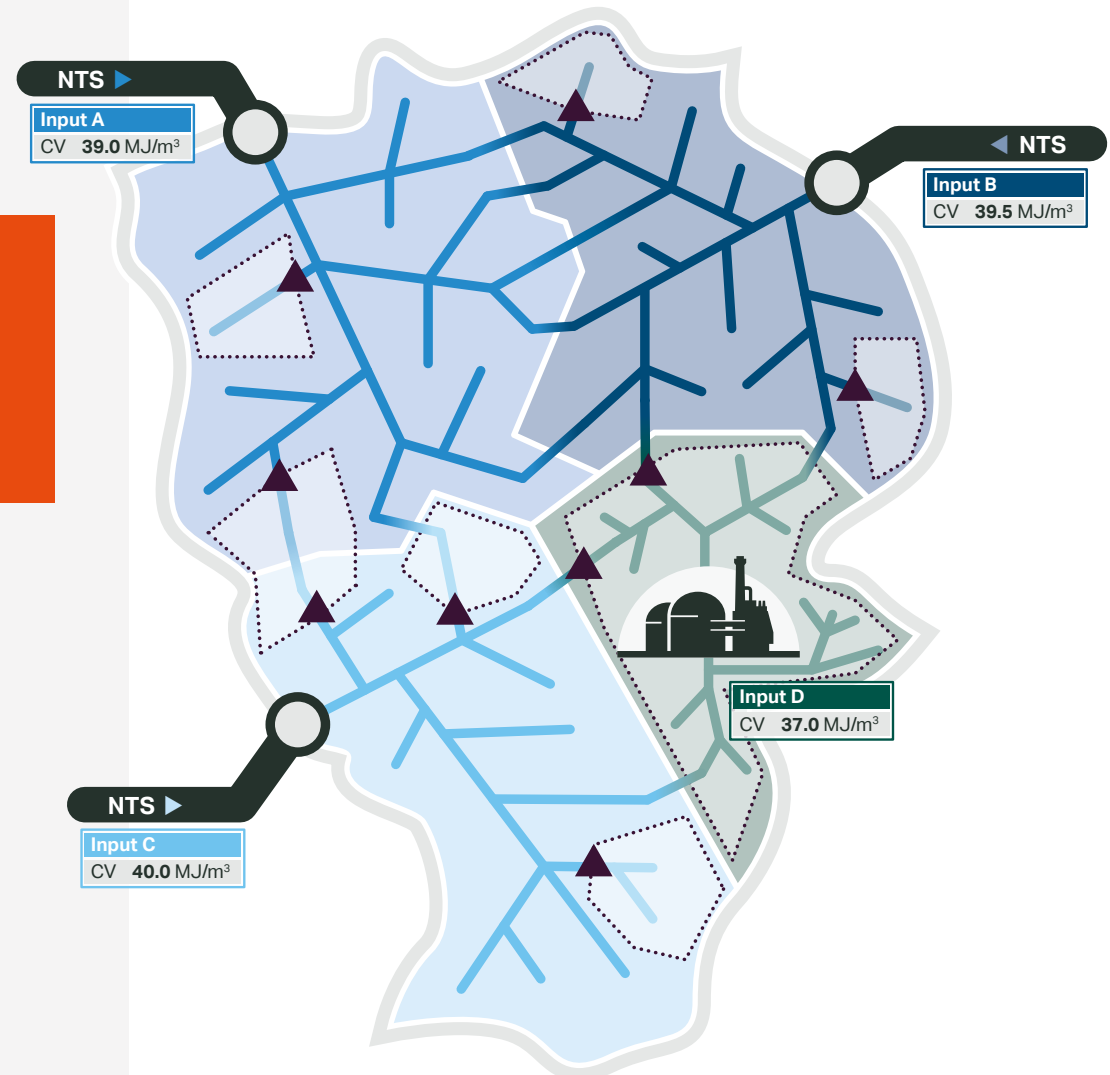 NTS
Input A
CV 39.0 MJ/m³
NTS
Input B
CV 39.5 MJ/m³
Input D
CV 37.0 MJ/m³
NTS
Input C
CV 40.0 MJ/m³